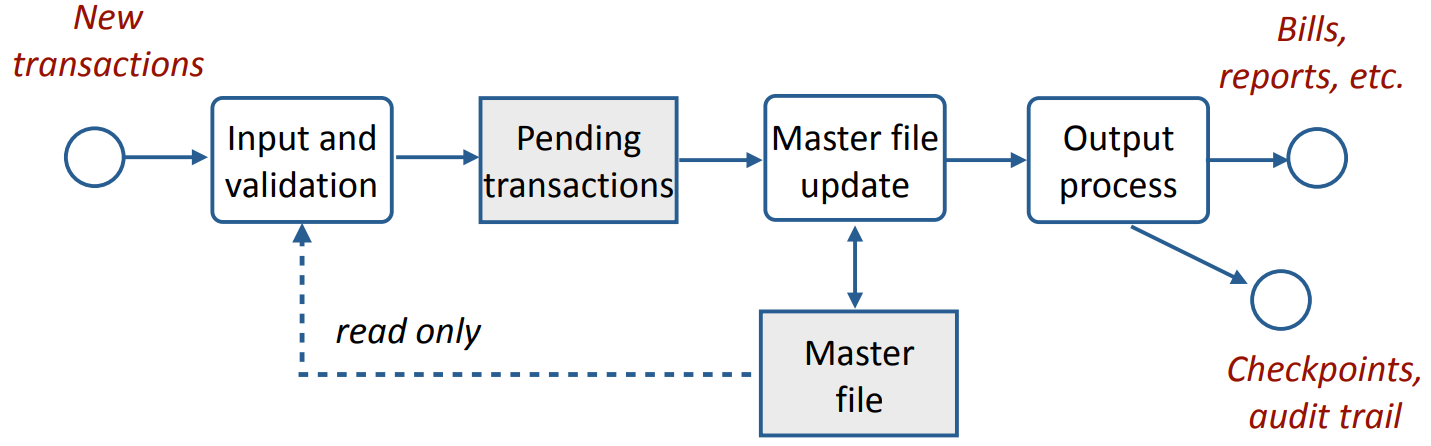 New
transactions
Bills,
reports, etc.
Input and
validation
Pending
transactions
Master file
update
Output
process
read only
Master
file
Checkpoints,
audit trail